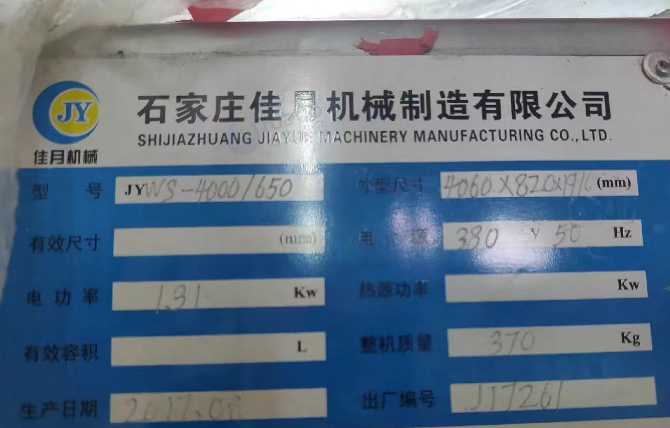 JY
佳月机械
石家庄佳月机械制造有限公司
SHIJIAZHUANG JIAYUE MACHINERY MANUFACTURING CO.,LTD.
型 号 JYWS-4000/650 外型尺寸 4060X820X1910(mm)
有效尺寸 (mm) 电 源 380 V 50 Hz
电功率 1.31 Kw 热源功率 Kw
有效容积 L 整机质量 370 Kg
生产日期 2017.08 出厂编号 J17261